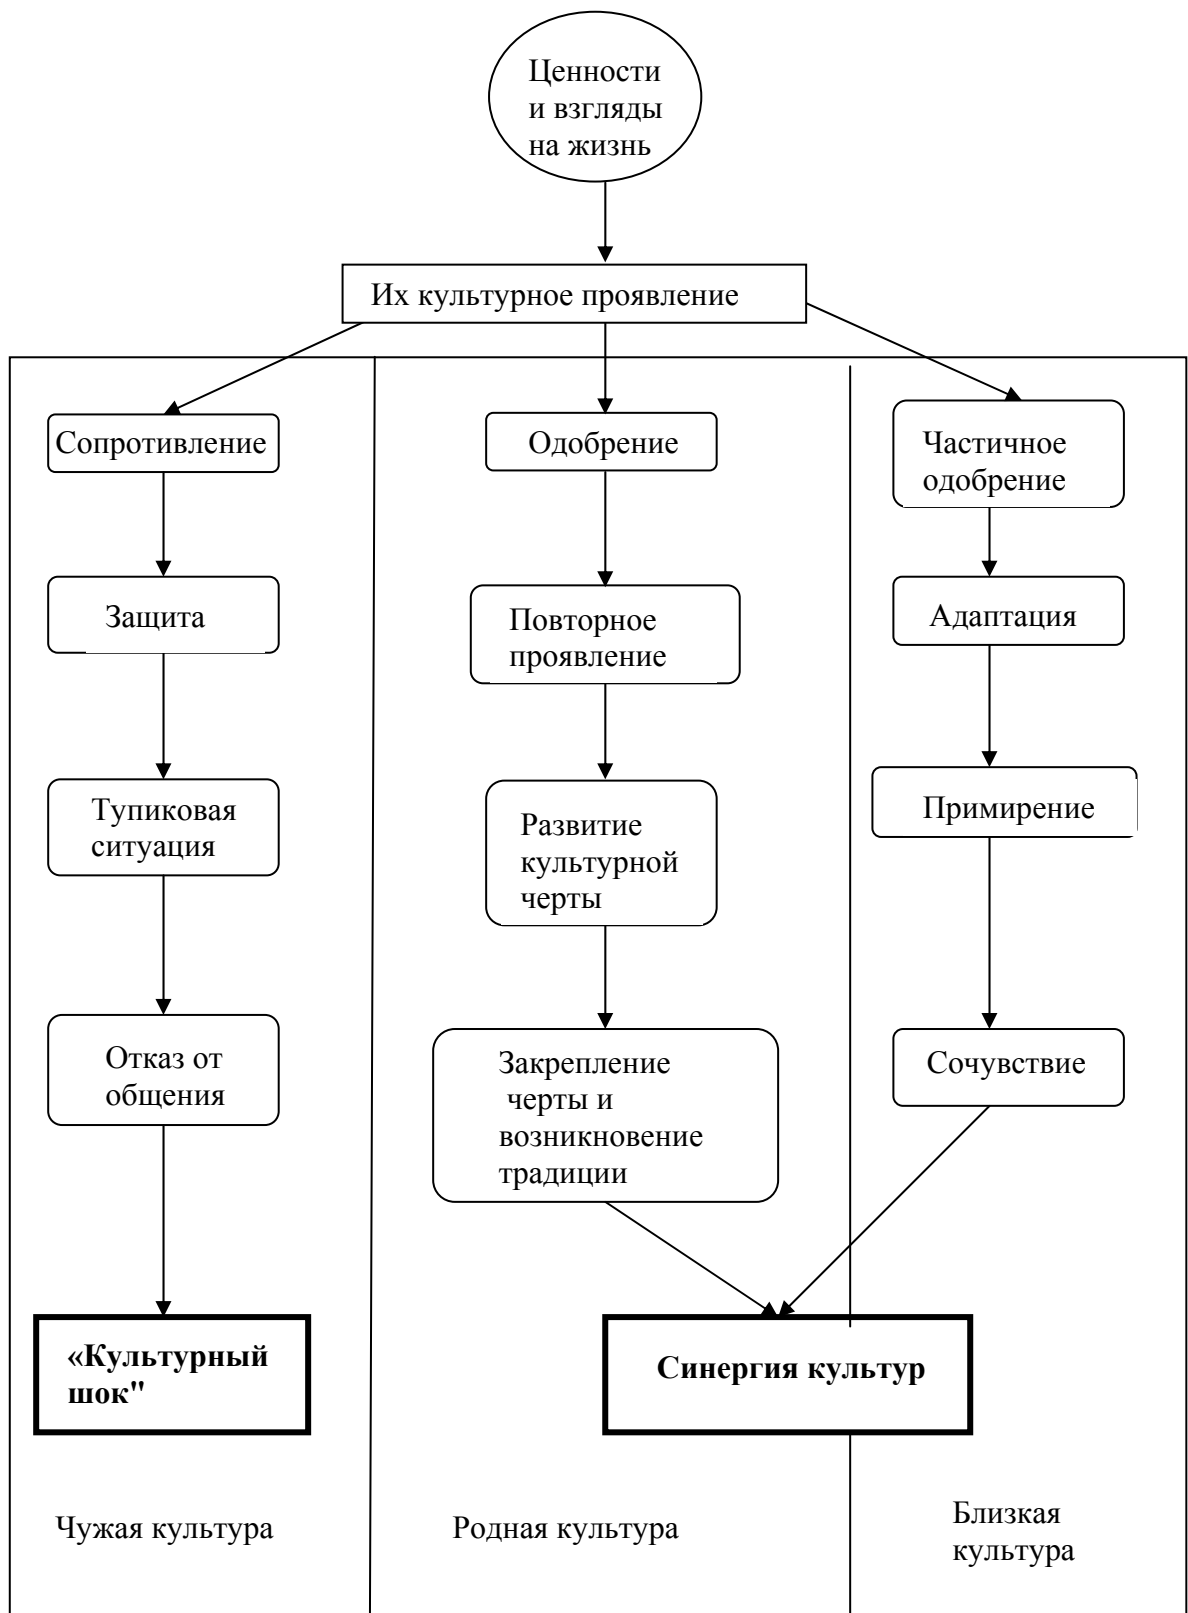 Ценности
и взгляды
на жизнь
Их культурное проявление
Сопротивление
Защита
Тупиковая
ситуация
Отказ от
общения
«Культурный
шок"
Чужая культура
Одобрение
Повторное
проявление
Развитие
культурной
черты
Закрепление
черты и
возникновение
традиции
Синергия культур
Родная культура
Частичное
одобрение
Адаптация
Примирение
Сочувствие
Близкая
культура